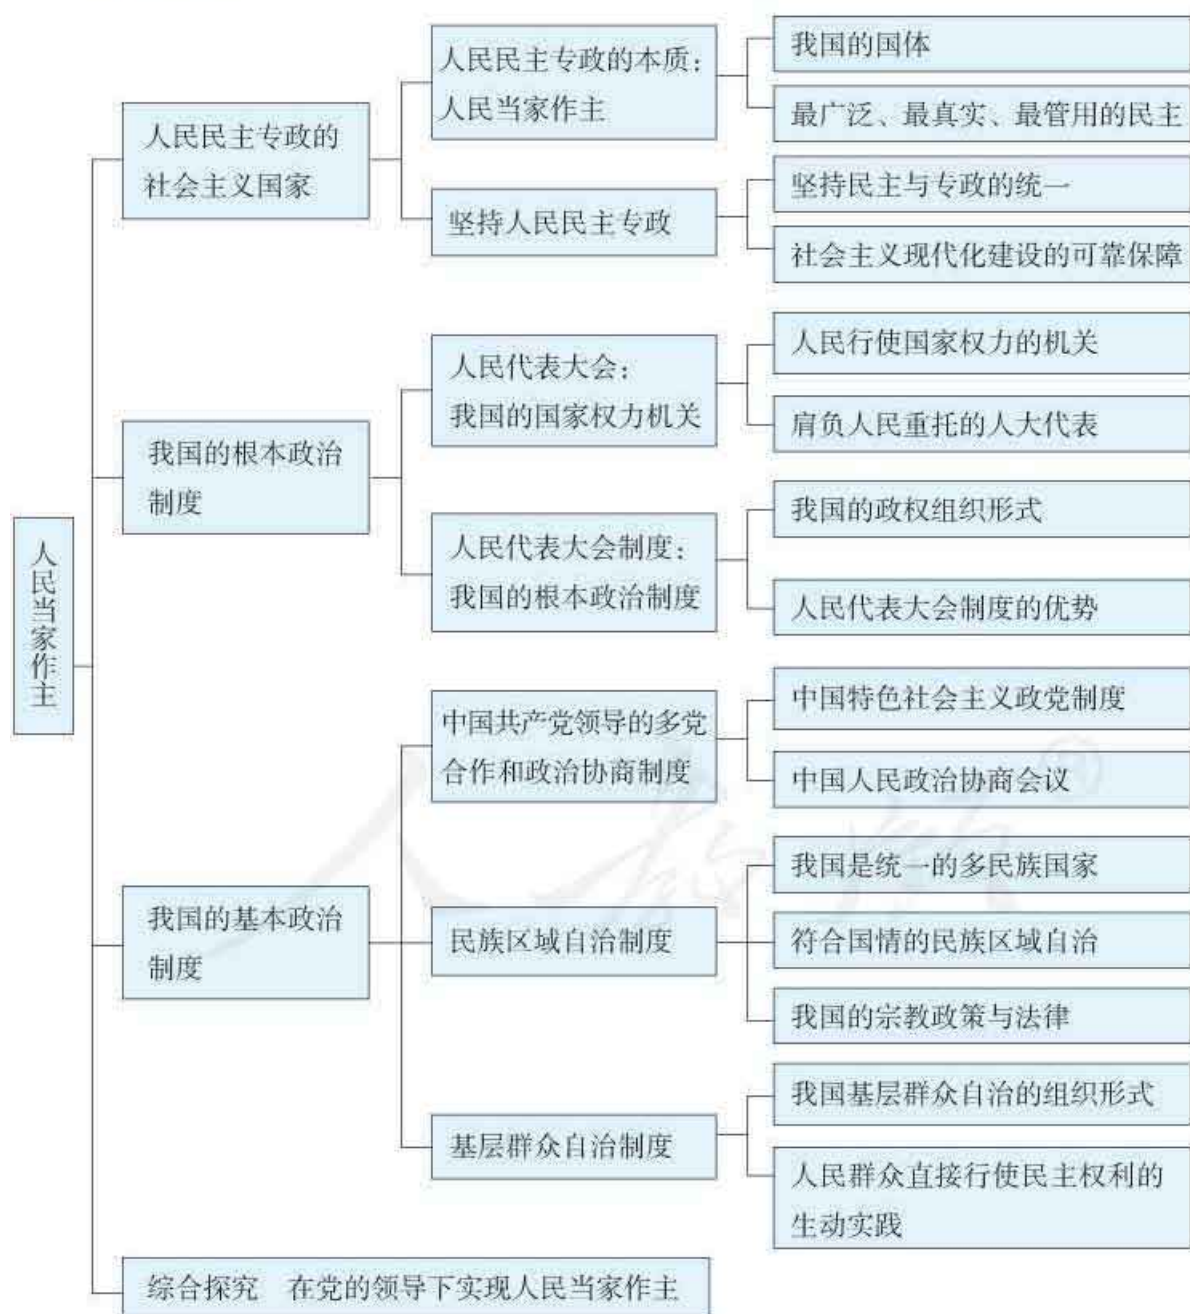 人民当家作主
人民民主专政的
社会主义国家
人民民主专政的本质：
人民当家作主
我国的国体
最广泛、最真实、最管用的民主
坚持人民民主专政
坚持民主与专政的统一
社会主义现代化建设的可靠保障
我国的根本政治
制度
人民代表大会：
我国的国家权力机关
人民行使国家权力的机关
肩负人民重托的人大代表
人民代表大会制度：
我国的根本政治制度
我国的政权组织形式
人民代表大会制度的优势
我国的基本政治
制度
中国共产党领导的多党
合作和政治协商制度
中国特色社会主义政党制度
中国人民政治协商会议
民族区域自治制度
我国是统一的多民族国家
符合国情的民族区域自治
我国的宗教政策与法律
基层群众自治制度
我国基层群众自治的组织形式
人民群众直接行使民主权利的
生动实践
综合探究 在党的领导下实现人民当家作主
人教版®